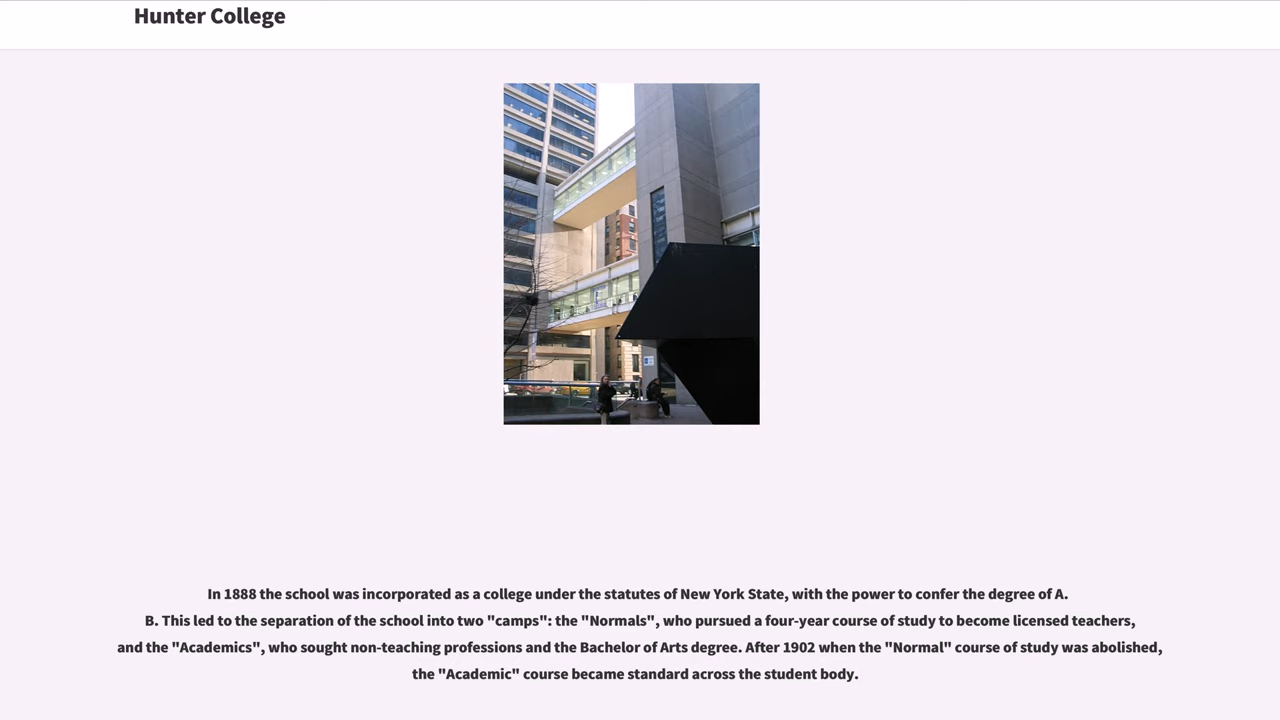 Hunter College
In 1888 the school was incorporated as a college under the statutes of New York State, with the power to confer the degree of A.
B. This led to the separation of the school into two "camps": the "Normals", who pursued a four-year course of study to become licensed teachers,
and the "Academics", who sought non-teaching professions and the Bachelor of Arts degree. After 1902 when the "Normal" course of study was abolished,
the "Academic" course became standard across the student body.